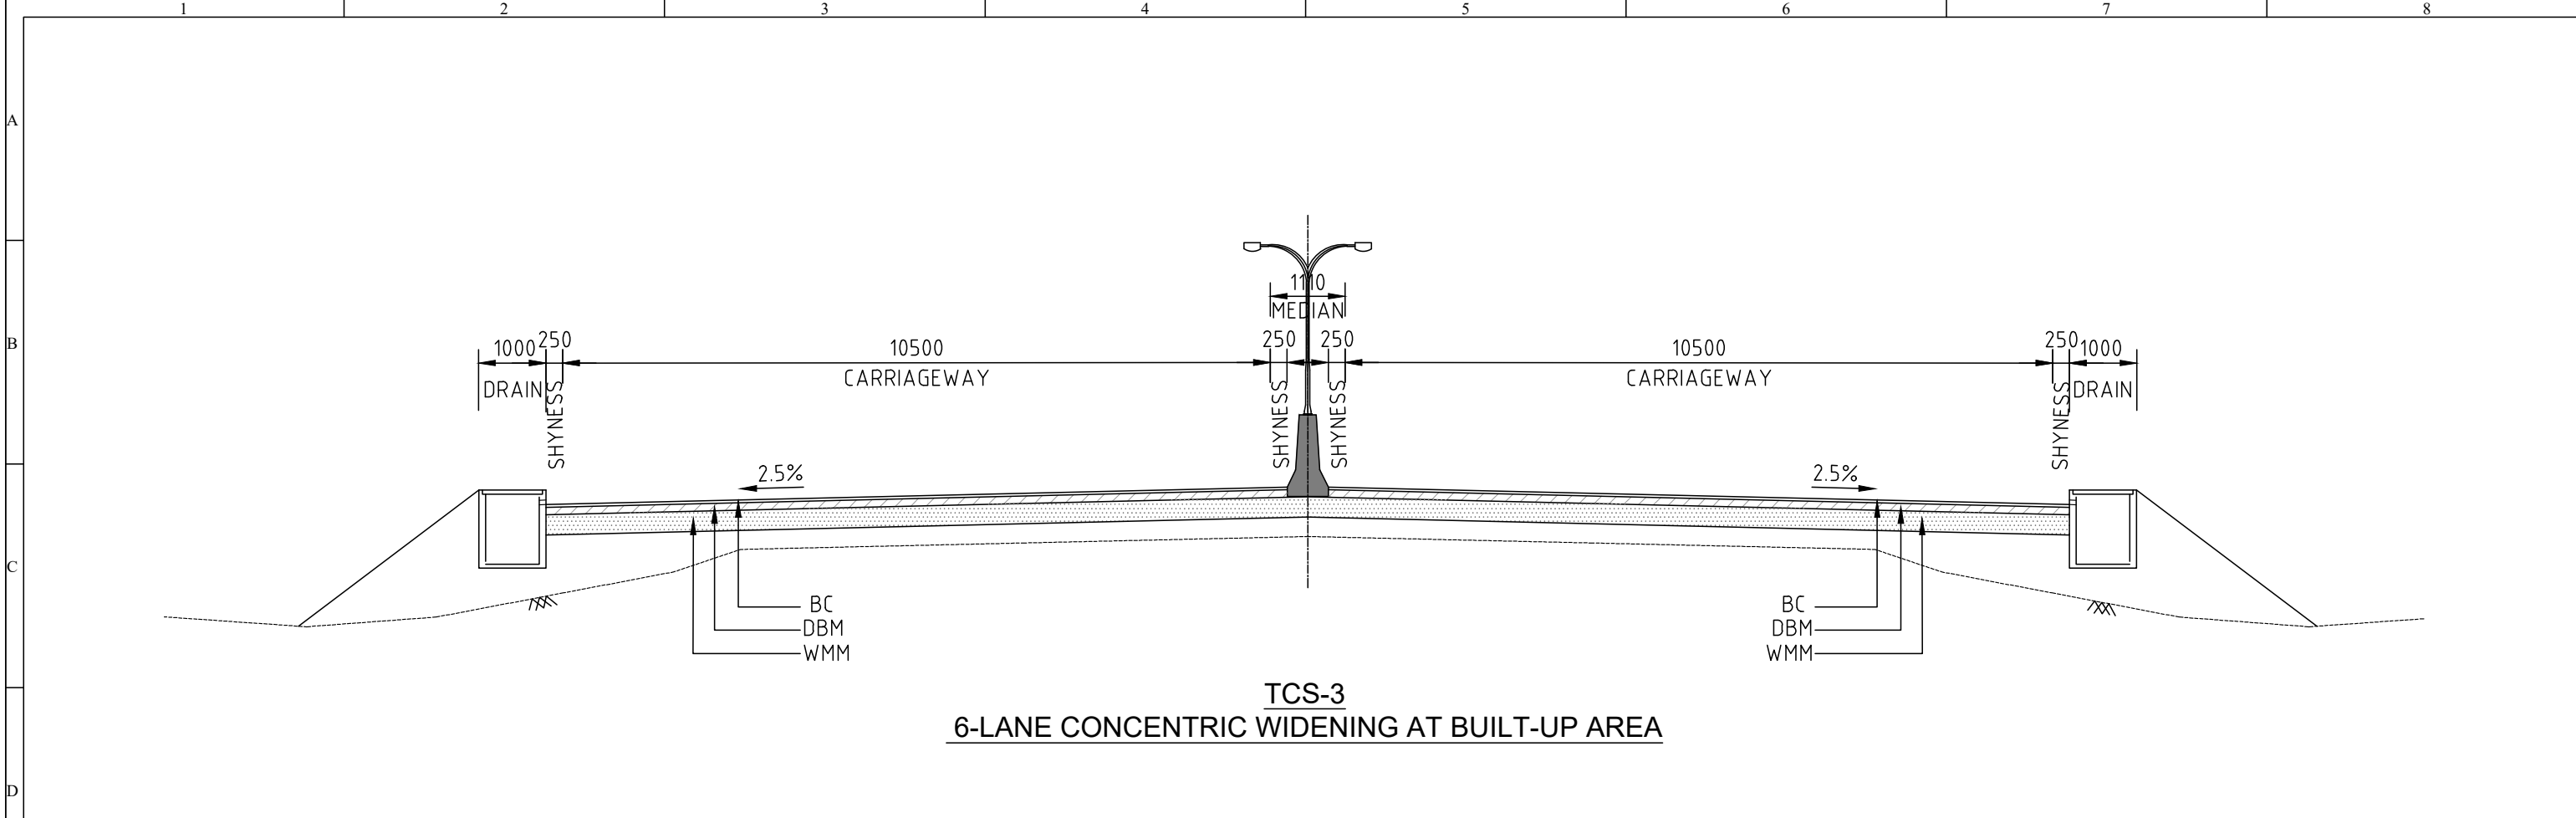 1 2 3 4 5 6 7 8
A
1110
MEDIAN
B
1000 250 10500 250 250 10500 250 1000
DRAIN SHYNESS CARRIAGEWAY SHYNESS SHYNESS CARRIAGEWAY SHYNESS DRAIN
2.5% 2.5%
C
BC BC
DBM DBM
WMM WMM
TCS-3
6-LANE CONCENTRIC WIDENING AT BUILT-UP AREA
D